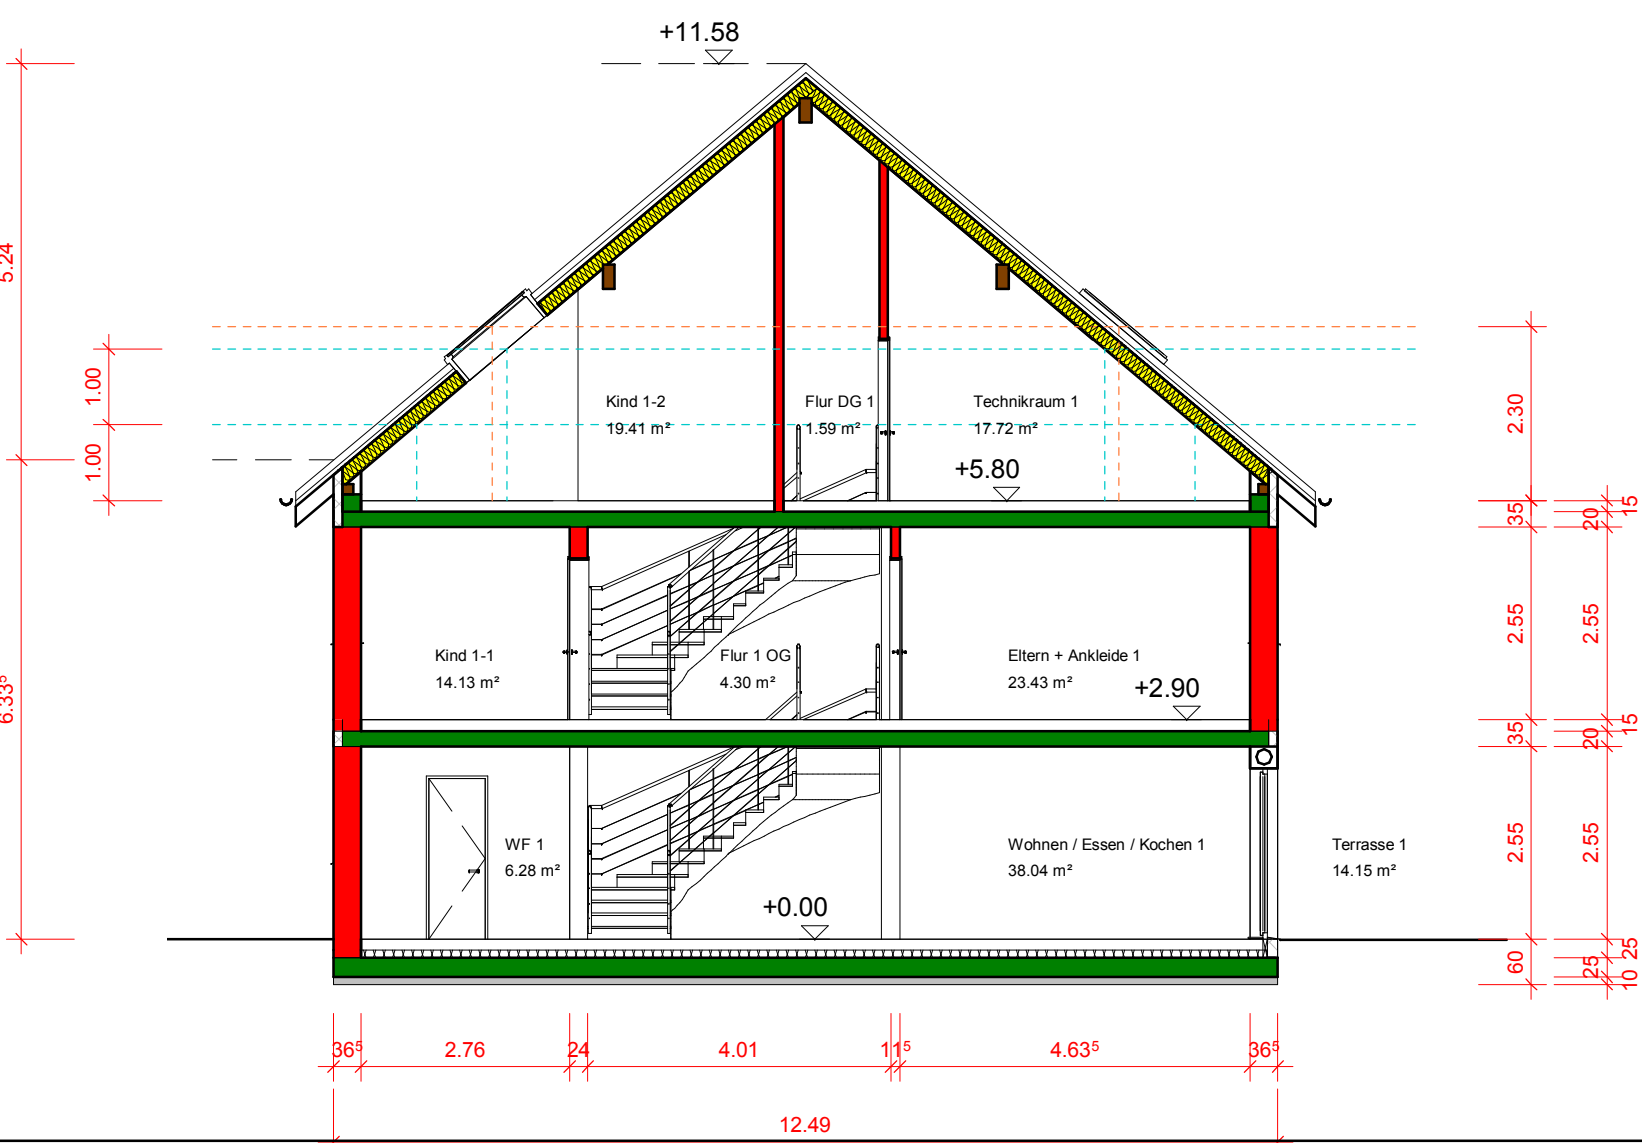 +11.58
5.24
1.00
1.00
6.33⁵
Kind 1-2
19.41 m²
Flur DG 1
1.59 m²
Technikraum 1
17.72 m²
+5.80
2.30
35
20
15
Kind 1-1
14.13 m²
Flur 1 OG
4.30 m²
Eltern + Ankleide 1
23.43 m²
+2.90
2.55
2.55
35
20
15
WF 1
6.28 m²
Wohnen / Essen / Kochen 1
38.04 m²
Terrasse 1
14.15 m²
+0.00
2.55
2.55
60
25
25
10
36⁵
2.76
24
4.01
11⁵
4.63⁵
36⁵
12.49